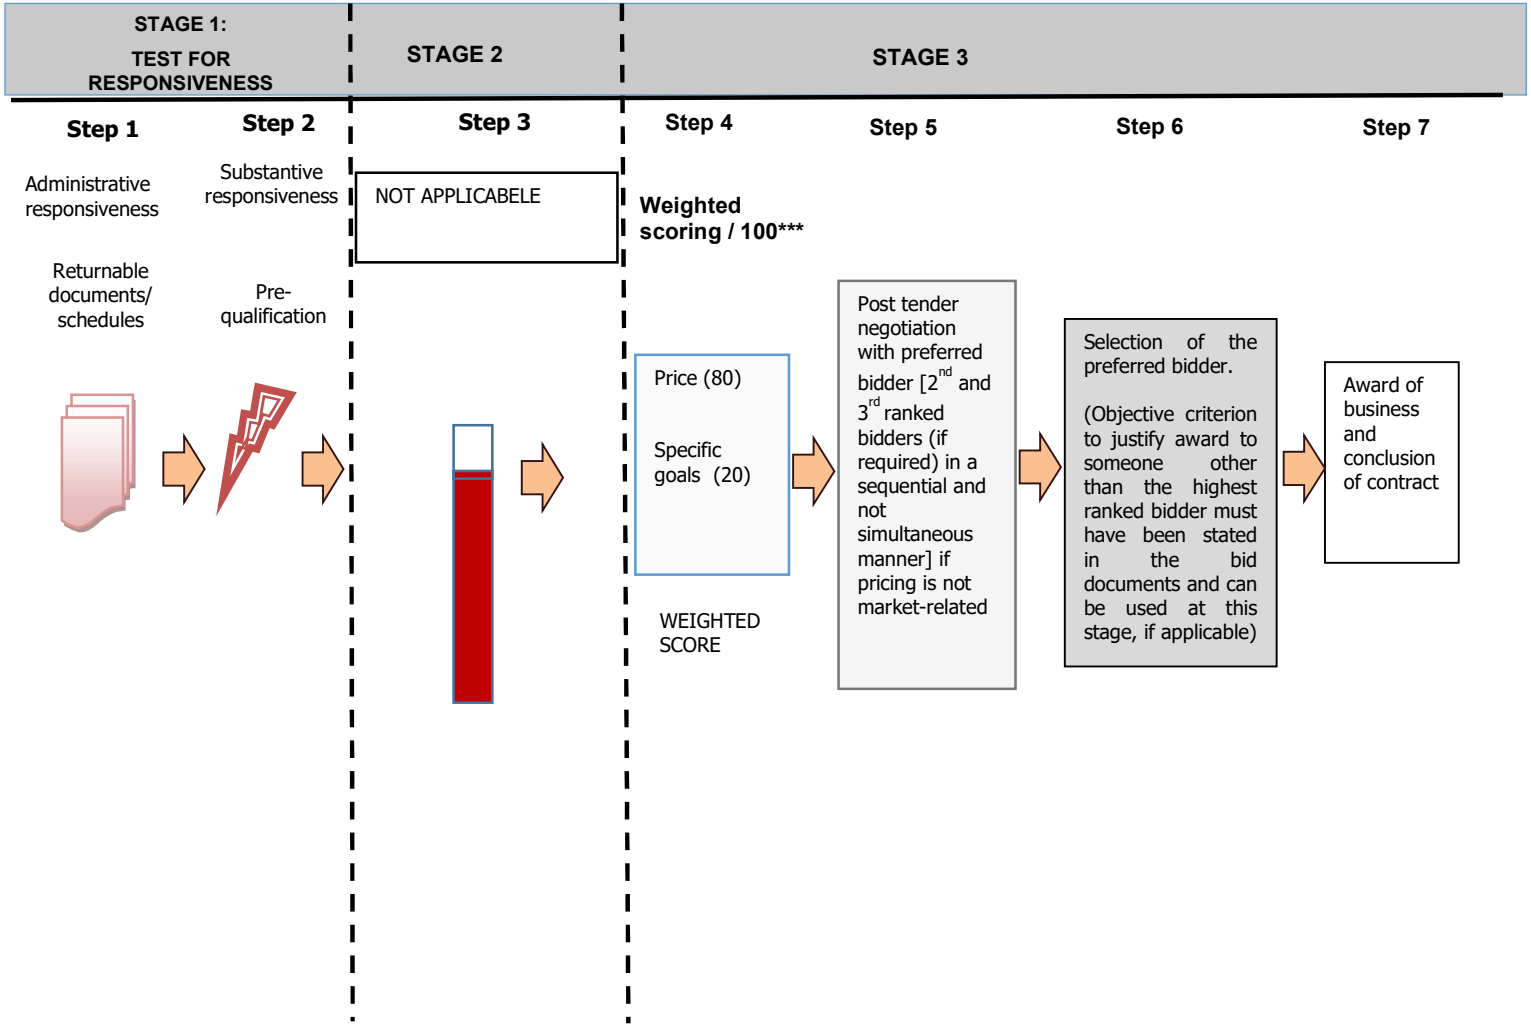 STAGE 1:
TEST FOR
RESPONSIVENESS
STAGE 2
STAGE 3
Step 1
Step 2
Step 3
Step 4
Step 5
Step 6
Step 7
Administrative
responsiveness
Returnable
documents/
schedules
Substantive
responsiveness
Pre-
qualification
NOT APPLICABELE
Weighted
scoring / 100***
Price (80)
Specific
goals (20)
WEIGHTED
SCORE
Post tender
negotiation
with preferred
bidder [2nd and
3rd ranked
bidders (if
required) in a
sequential and
not
simultaneous
manner] if
pricing is not
market-related
Selection of the
preferred bidder.
(Objective criterion
to justify award to
someone other
than the highest
ranked bidder must
have been stated
in the bid
documents and can
be used at this
stage, if applicable)
Award of
business
and
conclusion
of contract